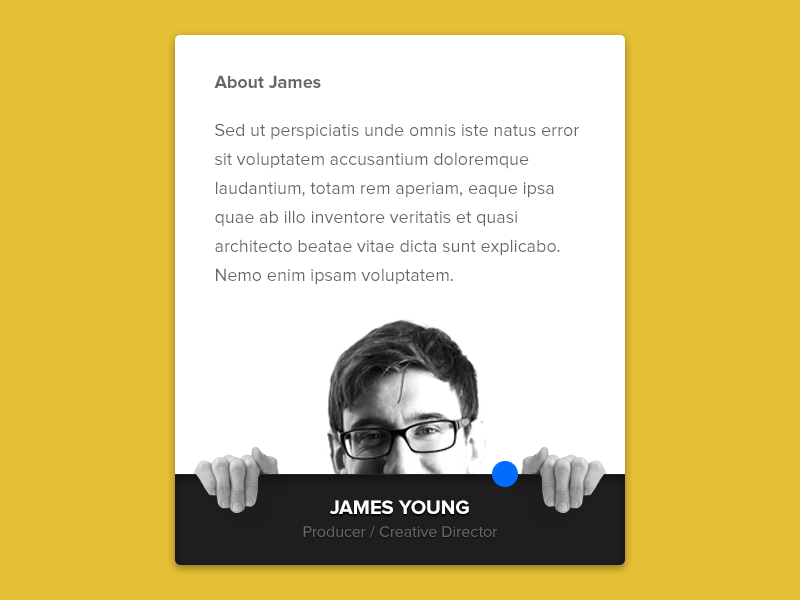 About James
Sed ut perspiciatis unde omnis iste natus error
sit voluptatem accusantium doloremque
laudantium, totam rem aperiam, eaque ipsa
quae ab illo inventore veritatis et quasi
architecto beatae vitae dicta sunt explicabo.
Nemo enim ipsam voluptatem.
JAMES YOUNG
Producer / Creative Director